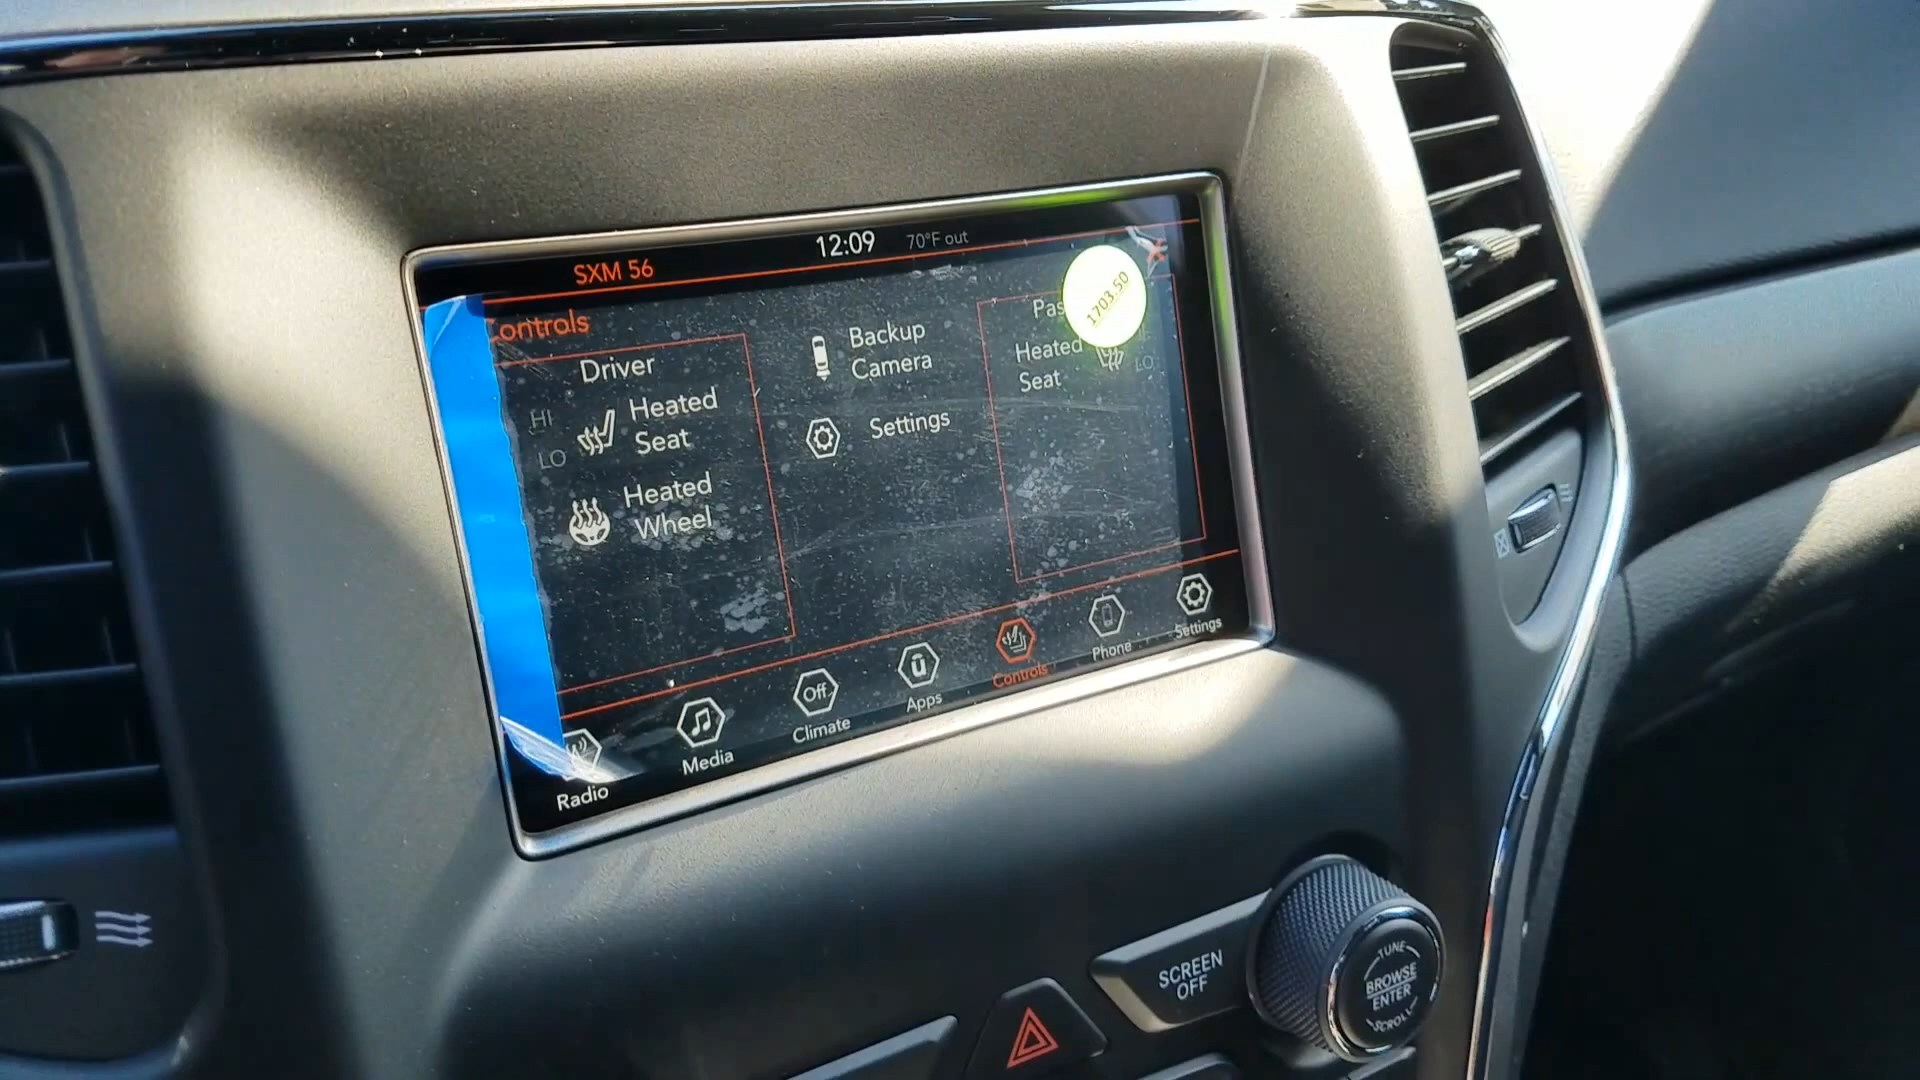 SXM 56
12:09
70°F out
Controls
Driver
HI
LO
Heated
Seat
Heated
Wheel
Backup
Camera
Settings
Heated
Seat
LO
1703.50
Radio
Media
Off
Climate
Apps
Controls
Phone
Settings
SCREEN
OFF
TUNE
BROWSE
ENTER
SCROLL